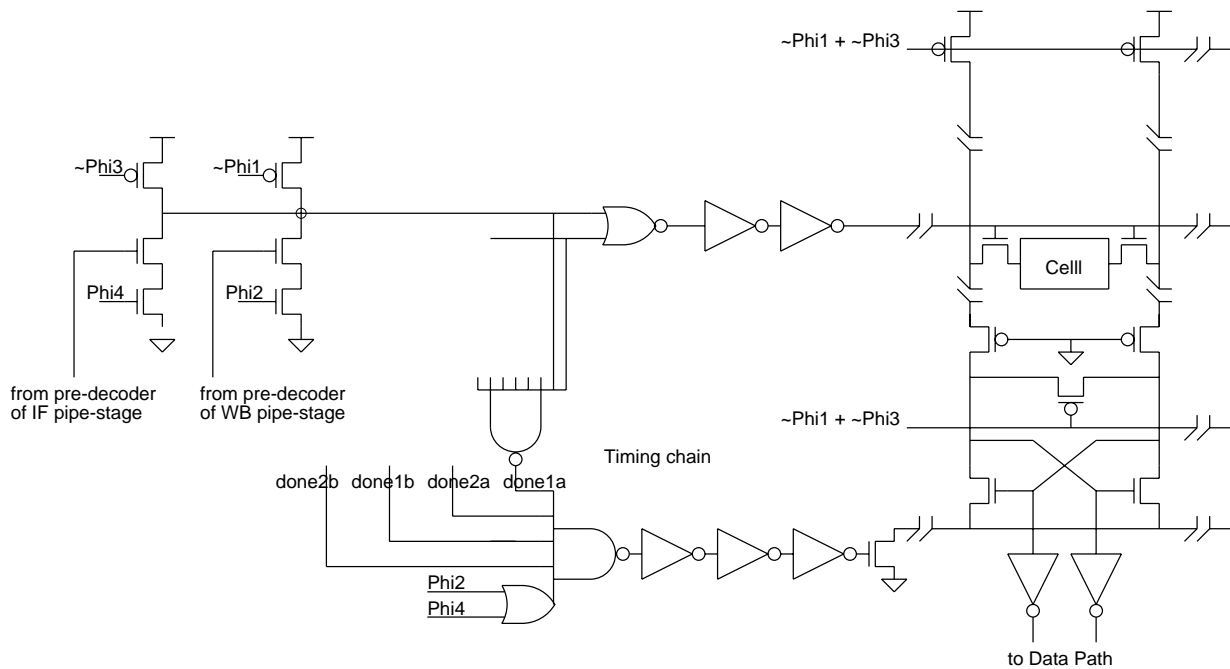 ~Phi1 + ~Phi3
~Phi3
~Phi1
Phi4
Phi2
Celll
from pre-decoder
of IF pipe-stage
from pre-decoder
of WB pipe-stage
~Phi1 + ~Phi3
Timing chain
done2b
done1b
done2a
done1a
Phi2
Phi4
to Data Path